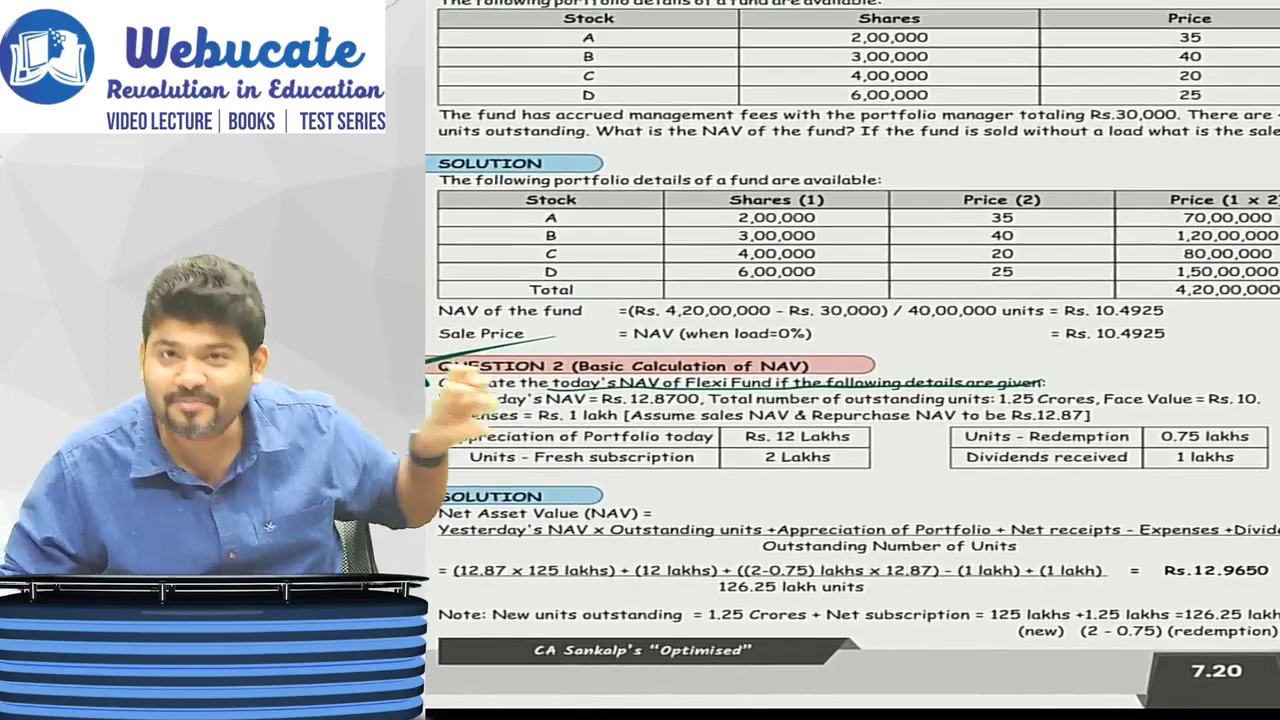 Webucate
Revolution in Education
VIDEO LECTURE | BOOKS | TEST SERIES
The following portfolio details of a fund are available:
Stock Shares Price
A 2,00,000 35
B 3,00,000 40
C 4,00,000 20
D 6,00,000 25
The fund has accrued management fees with the portfolio manager totaling Rs.30,000. There are
units outstanding. What is the NAV of the fund? If the fund is sold without a load what is the sale
SOLUTION
The following portfolio details of a fund are available:
Stock Shares (1) Price (2) Price (1 x 2
A 2,00,000 35 70,00,000
B 3,00,000 40 1,20,00,000
C 4,00,000 20 80,00,000
D 6,00,000 25 1,50,00,000
Total 4,20,00,000
NAV of the fund =(Rs. 4,20,00,000 - Rs. 30,000) / 40,00,000 units = Rs. 10.4925
Sale Price = NAV (when load=0%) = Rs. 10.4925
QUESTION 2 (Basic Calculation of NAV)
the today's NAV of Flexi Fund if the following details are given:
NAV = Rs. 12.8700, Total number of outstanding units: 1.25 Crores, Face Value = Rs. 10.
= Rs. 1 lakh [Assume sales NAV & Repurchase NAV to be Rs.12.87]
of Portfolio today Rs. 12 Lakhs Units - Redemption 0.75 lakhs
Units - Fresh subscription 2 Lakhs Dividends received 1 lakhs
SOLUTION
Net Asset Value (NAV) =
Yesterday's NAV x Outstanding units +Appreciation of Portfolio + Net receipts - Expenses +Divide
Outstanding Number of Units
= (12.87 x 125 lakhs) + (12 lakhs) + ((2-0.75) lakhs x 12.87) - (1 lakh) + (1 lakh) = Rs.12.9650
126.25 lakh units
Note: New units outstanding = 1.25 Crores + Net subscription = 125 lakhs +1.25 lakhs =126.25 lakh
(new) (2 - 0.75) (redemption)
CA Sankalp's "Optimised"
7.20